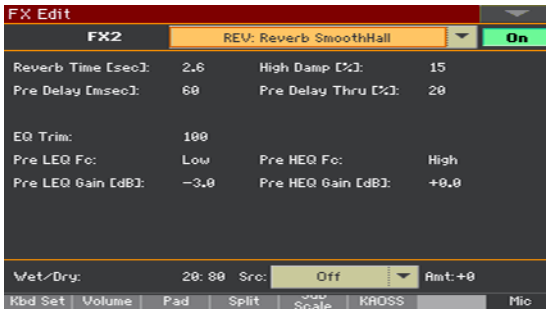 FX Edit
FX2 REV: Reverb SmoothHall On
Reverb Time [sec]: 2.6 High Damp [%]: 15
Pre Delay [msec]: 60 Pre Delay Thru [%]: 20
EQ Trim: 100
Pre LEQ Fc: Low Pre HEQ Fc: High
Pre LEQ Gain [dB]: -3.0 Pre HEQ Gain [dB]: +0.0
Wet/Dry: 20: 80 Src: Off Amt:+0
Kbd Set Volume Pad Split Sub Scale KAOSS Mic